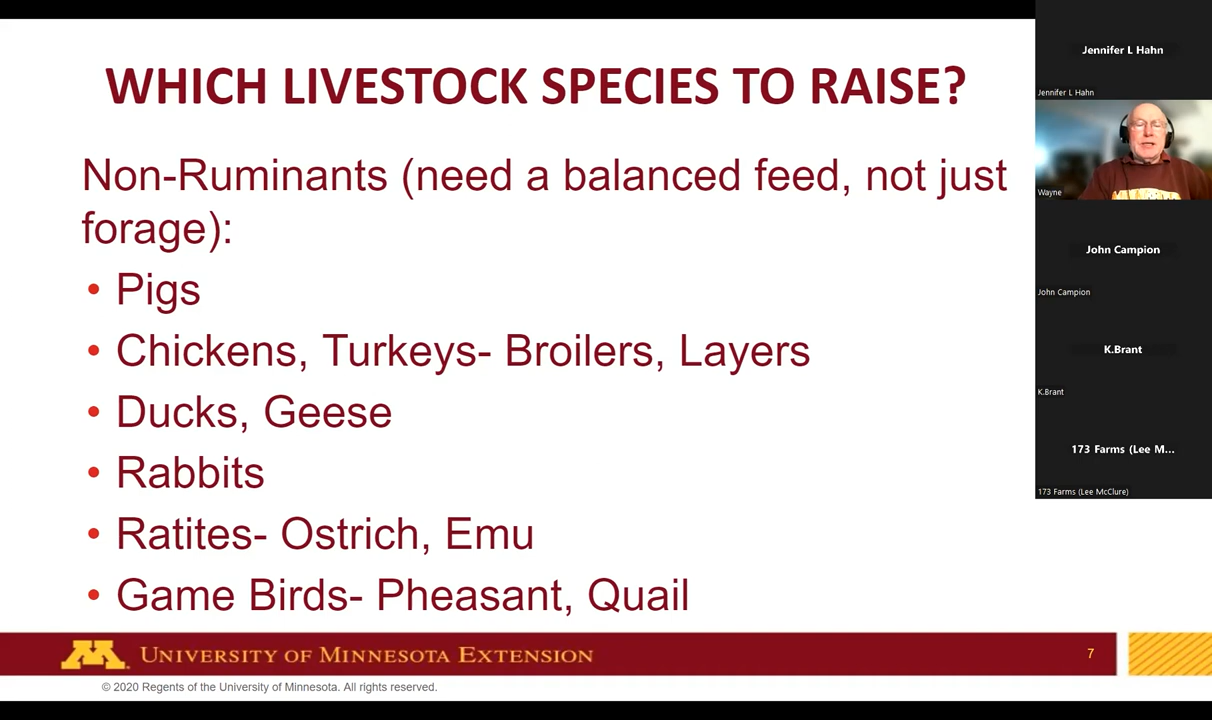 WHICH LIVESTOCK SPECIES TO RAISE?
Non-Ruminants (need a balanced feed, not just
forage):
• Pigs
• Chickens, Turkeys- Broilers, Layers
• Ducks, Geese
• Rabbits
• Ratites- Ostrich, Emu
• Game Birds- Pheasant, Quail
M
UNIVERSITY OF MINNESOTA EXTENSION
7
© 2020 Regents of the University of Minnesota. All rights reserved.
Jennifer L Hahn
Jennifer L Hahn
Wayne
John Campion
John Campion
K.Brant
K.Brant
173 Farms (Lee M...
173 Farms (Lee McClure)